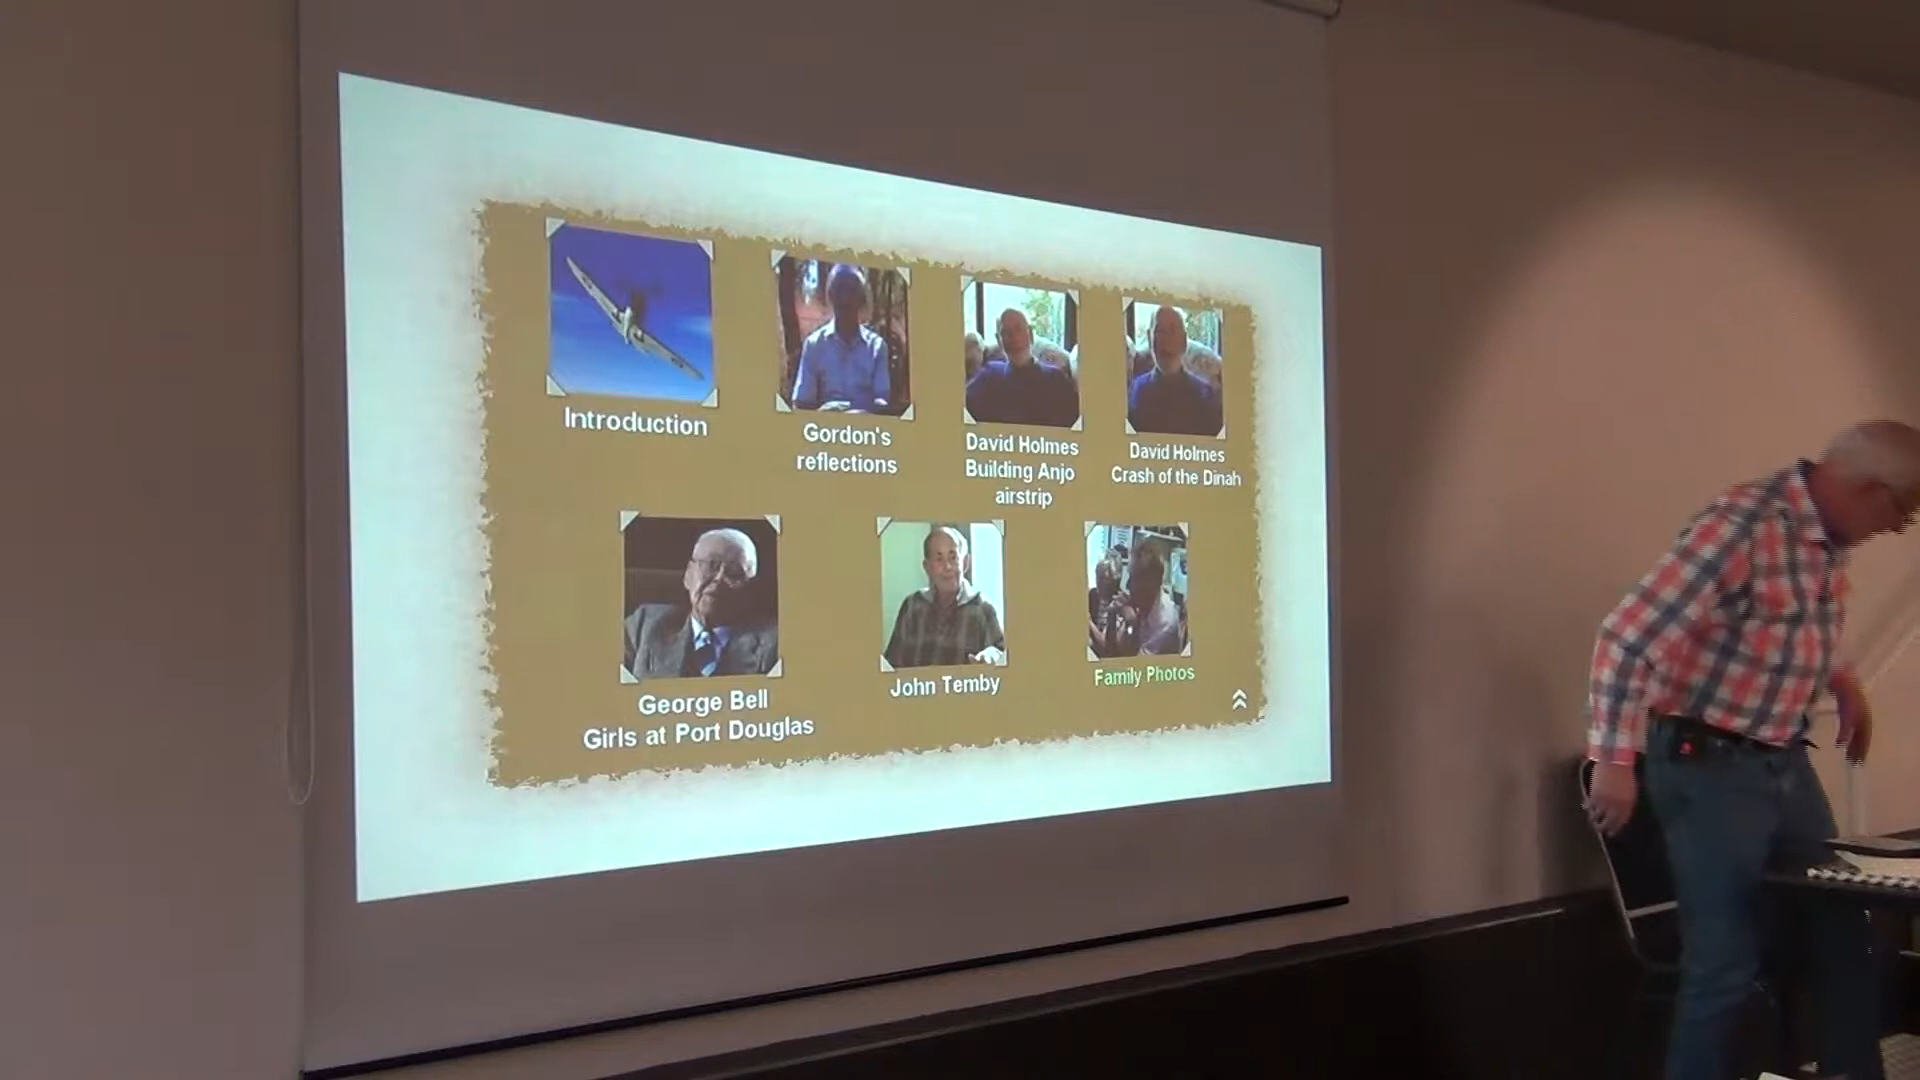 Introduction
Gordon's
reflections
David Holmes
Building Anjo
airstrip
David Holmes
Crash of the Dinah
George Bell
Girls at Port Douglas
John Temby
Family Photos